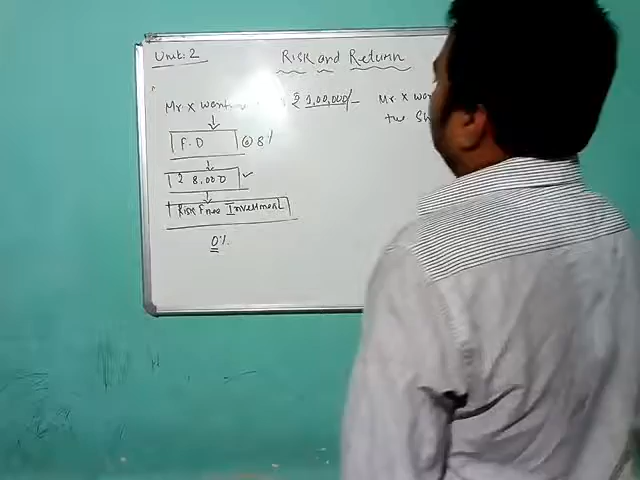 Unit: 2
Risk and Return
Mr. X want ₹ 1,00,000/-
Mr X
the Sh
↓
F.D @ 8%
↓
₹ 8,000 ✓
↓
Risk Free Investment
0%